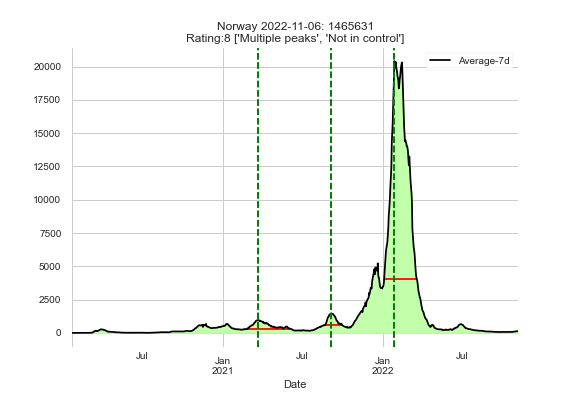 Norway 2022-11-06: 1465631
Rating:8 ['Multiple peaks', 'Not in control']
Average-7d
20000
17500
15000
12500
10000
7500
5000
2500
0
Jul
Jan
2021
Jul
Jan
2022
Jul
Date